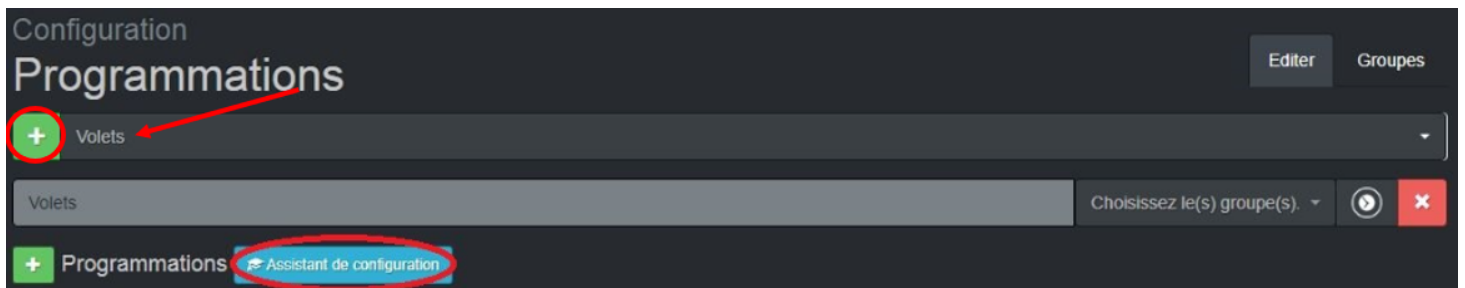 Configuration
Programmations
Editer Groupes
+ Volets
Volets Choisissez le(s) groupe(s).
+ Programmations Assistant de configuration